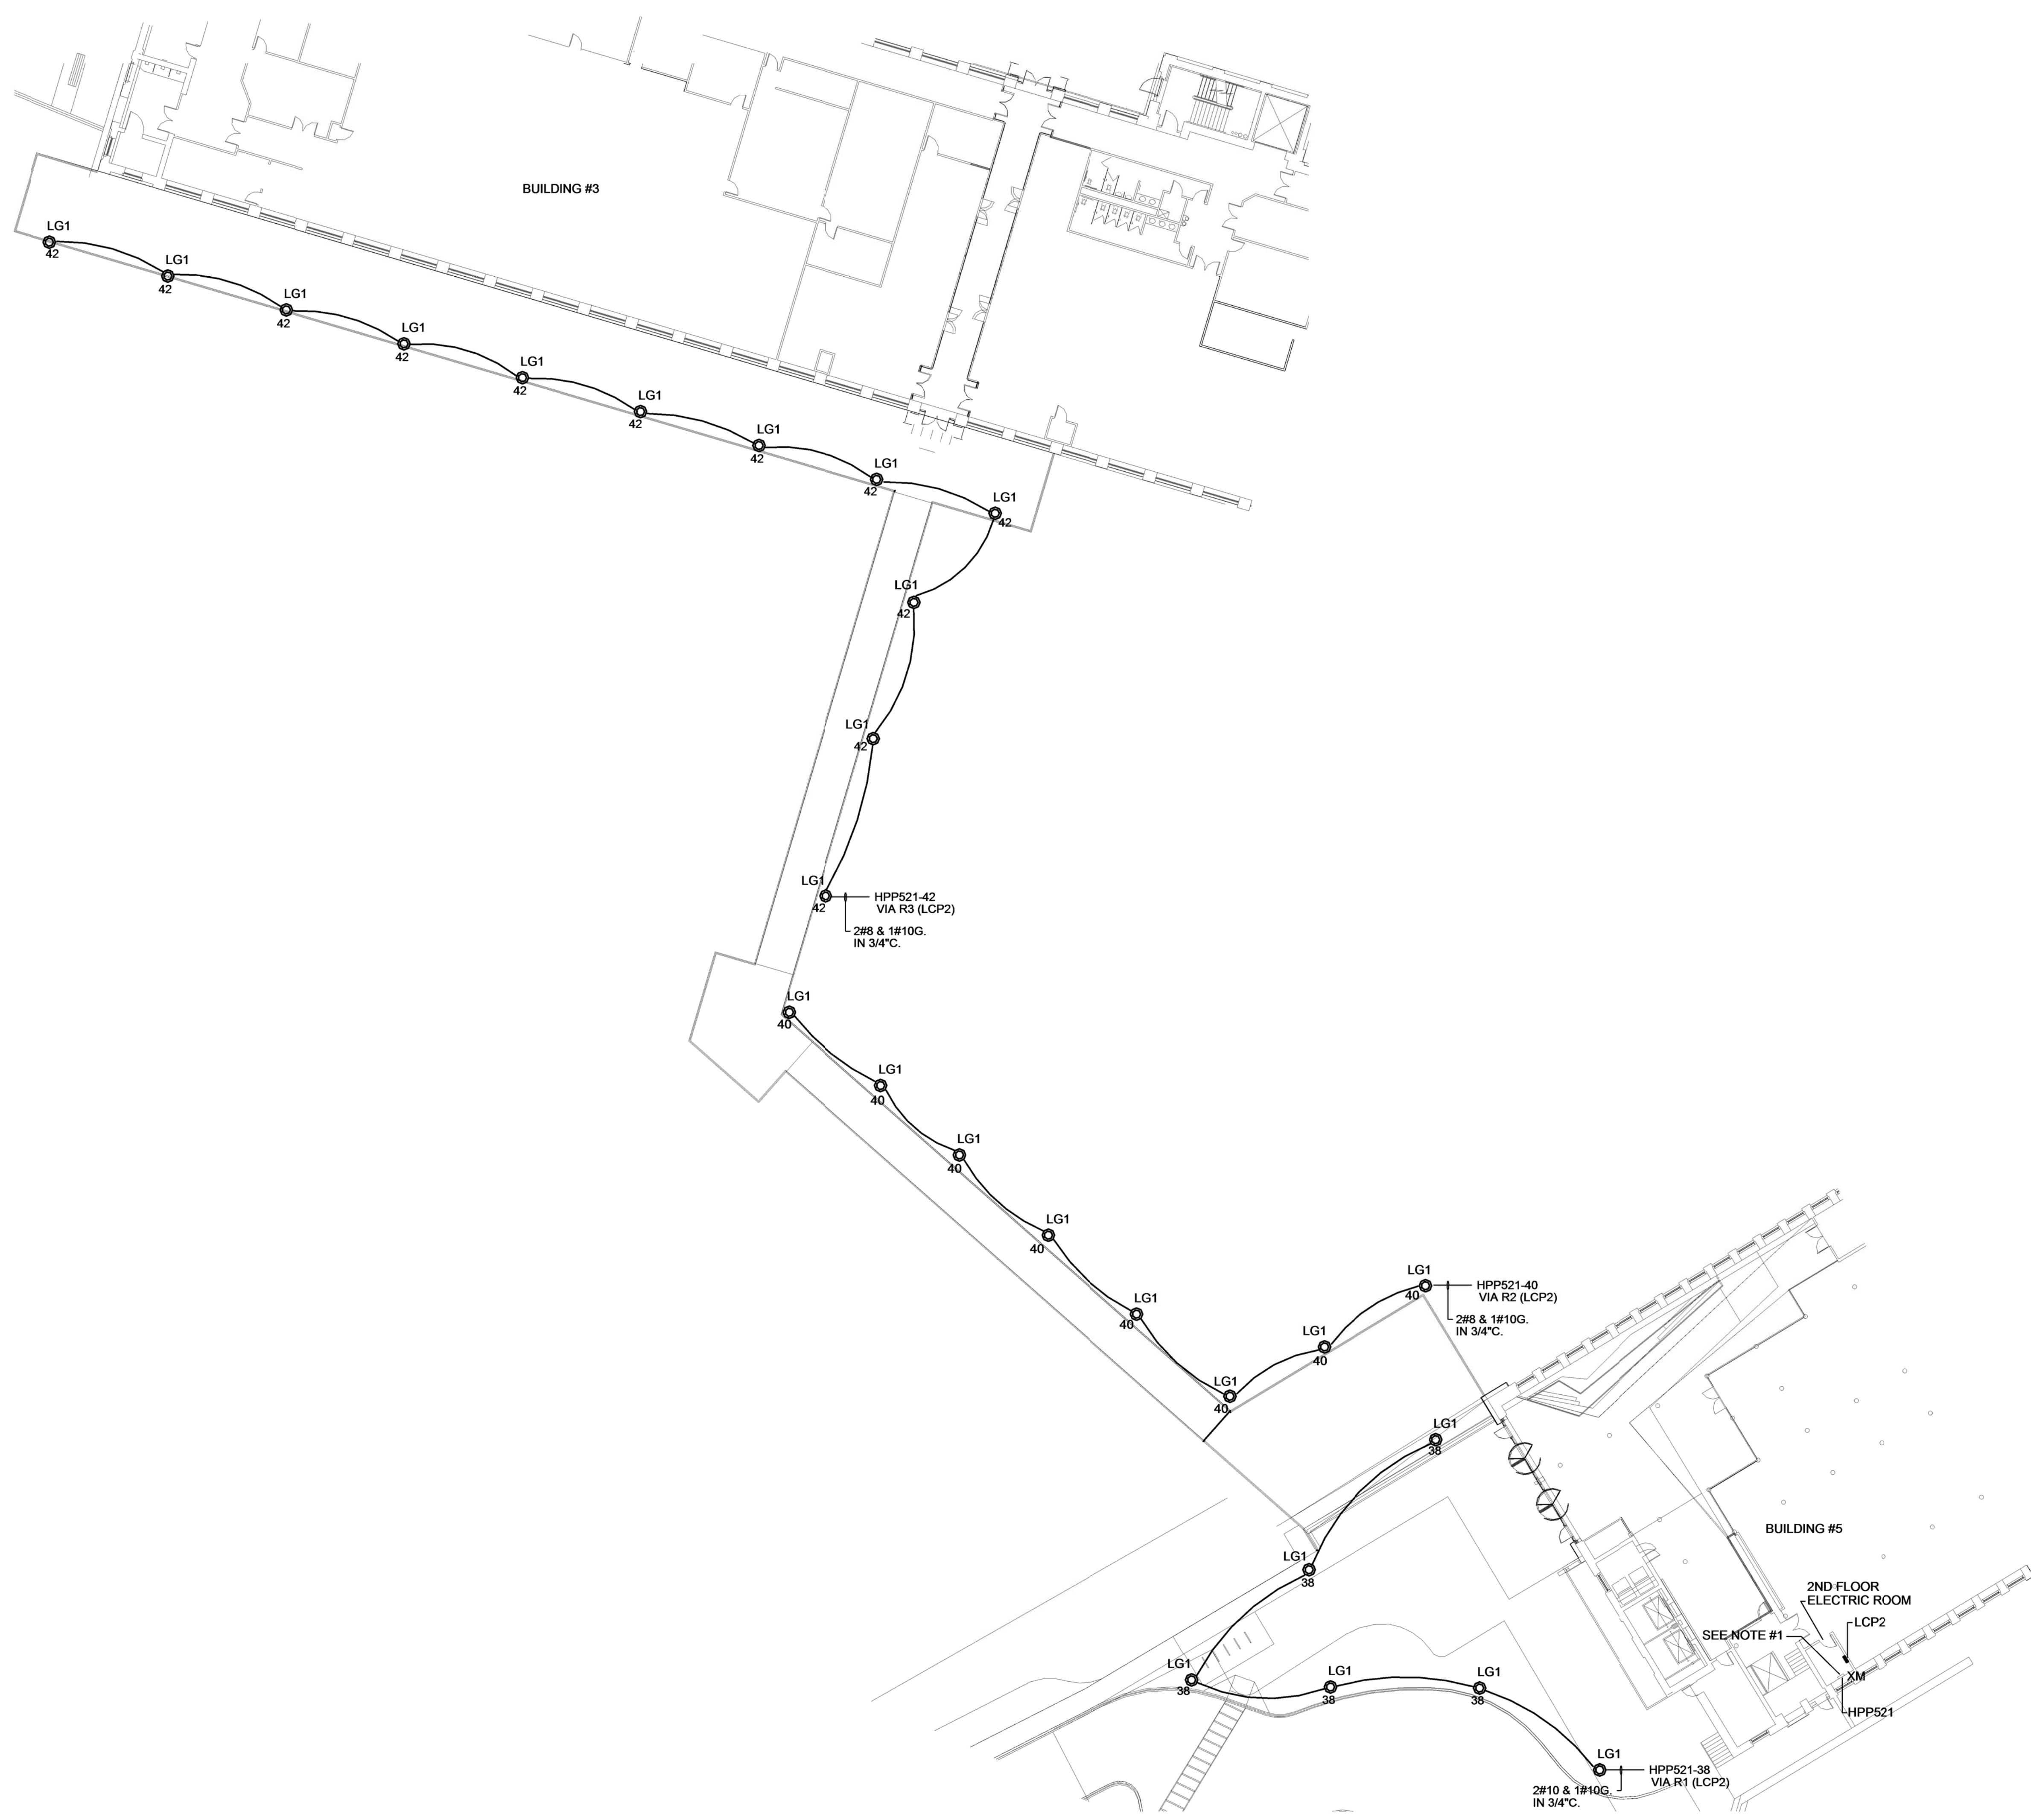 BUILDING #3
LG1
42
LG1
42
LG1
42
LG1
42
LG1
42
LG1
42
LG1
42
LG1
42
LG1
42
LG1
42
LG1
42
LG1
42
HPP521-42
VIA R3 (LCP2)
2#8 & 1#10G.
IN 3/4"C.
LG1
40
LG1
40
LG1
40
LG1
40
LG1
40
LG1
40
LG1
40
LG1
40
HPP521-40
VIA R2 (LCP2)
2#8 & 1#10G.
IN 3/4"C.
LG1
38
LG1
38
LG1
38
LG1
38
LG1
38
LG1
HPP521-38
VIA R1 (LCP2)
2#10 & 1#10G.
IN 3/4"C.
BUILDING #5
2ND FLOOR
ELECTRIC ROOM
LCP2
SEE NOTE #1
XM
HPP521